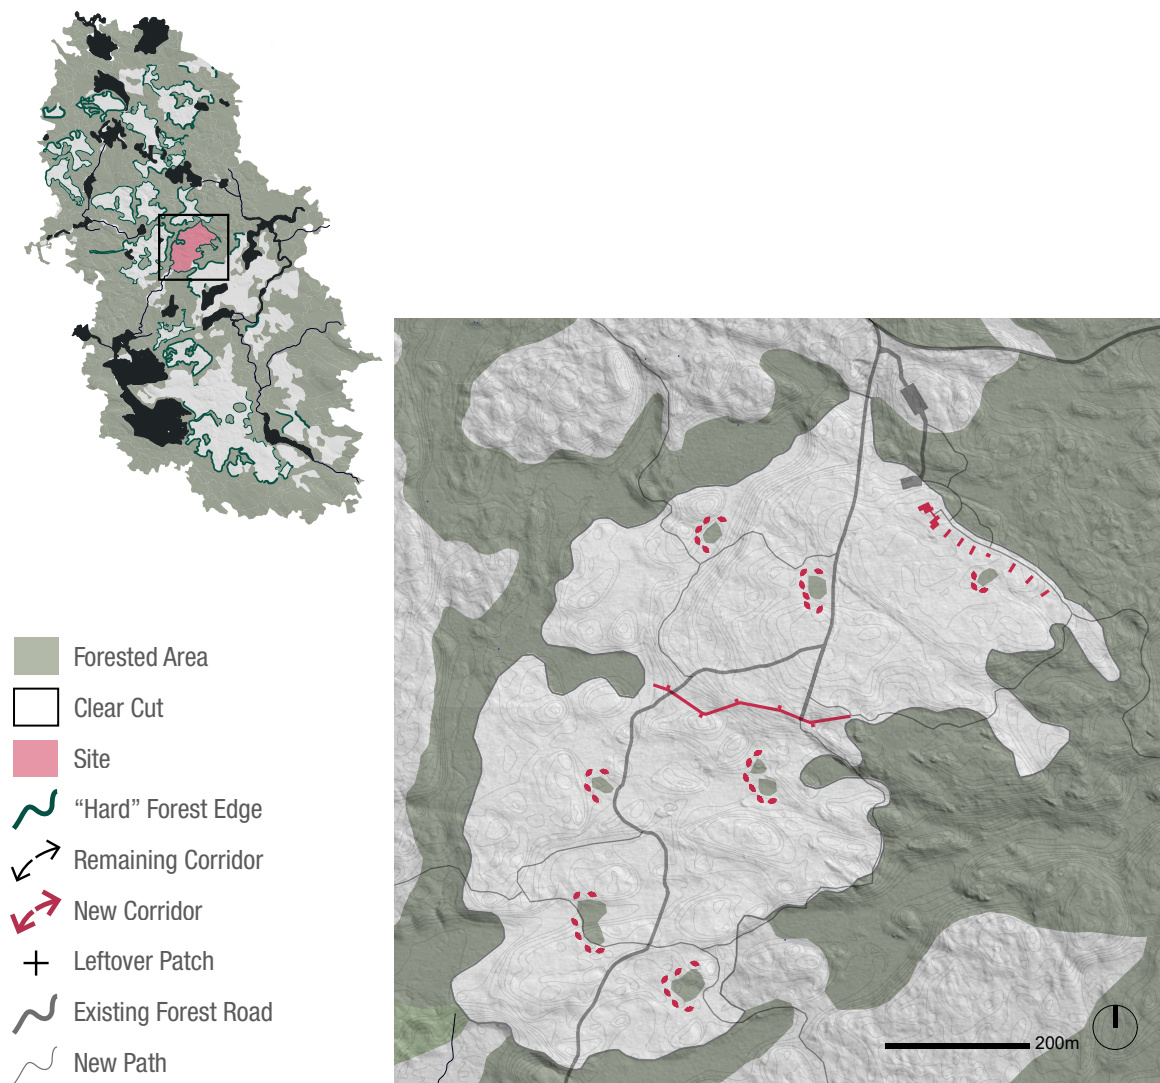 Forested Area
Clear Cut
Site
“Hard” Forest Edge
Remaining Corridor
New Corridor
Leftover Patch
Existing Forest Road
New Path
200m